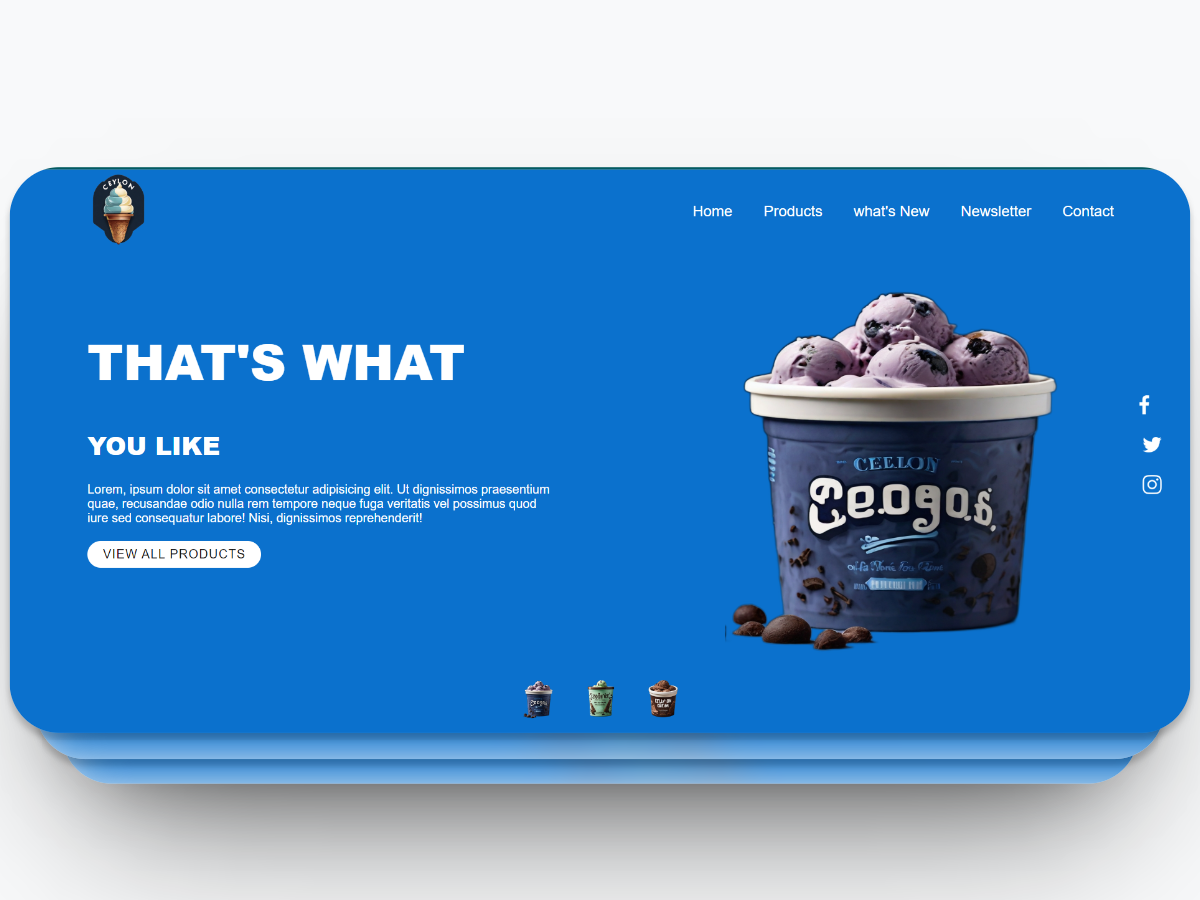 CEYLON
Home Products what's New Newsletter Contact
THAT'S WHAT
YOU LIKE
Lorem, ipsum dolor sit amet consectetur adipisicing elit. Ut dignissimos praesentium
quae, recusandae odio nulla rem tempore neque fuga veritatis vel possimus quod
iure sed consequatur labore! Nisi, dignissimos reprehenderit!
VIEW ALL PRODUCTS
CEELON
Ceogos.